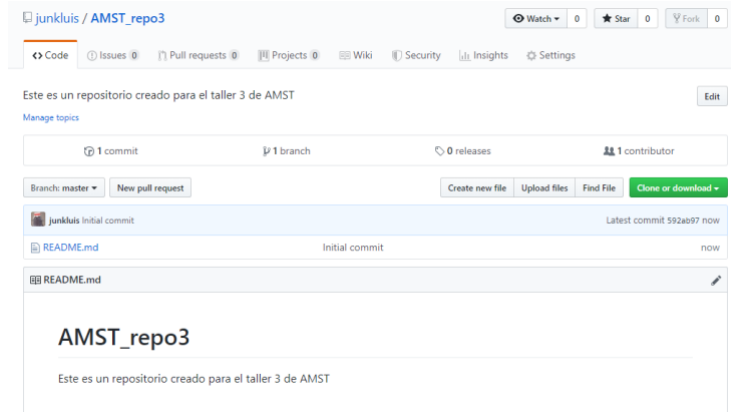 junkluis / AMST_repo3
Watch 0 Star 0 Fork 0
Code Issues 0 Pull requests 0 Projects 0 Wiki Security Insights Settings
Este es un repositorio creado para el taller 3 de AMST Edit
Manage topics
1 commit 1 branch 0 releases 1 contributor
Branch: master New pull request Create new file Upload files Find File Clone or download
junkluis Initial commit Latest commit 592ab97 now
README.md Initial commit now
README.md
AMST_repo3
Este es un repositorio creado para el taller 3 de AMST